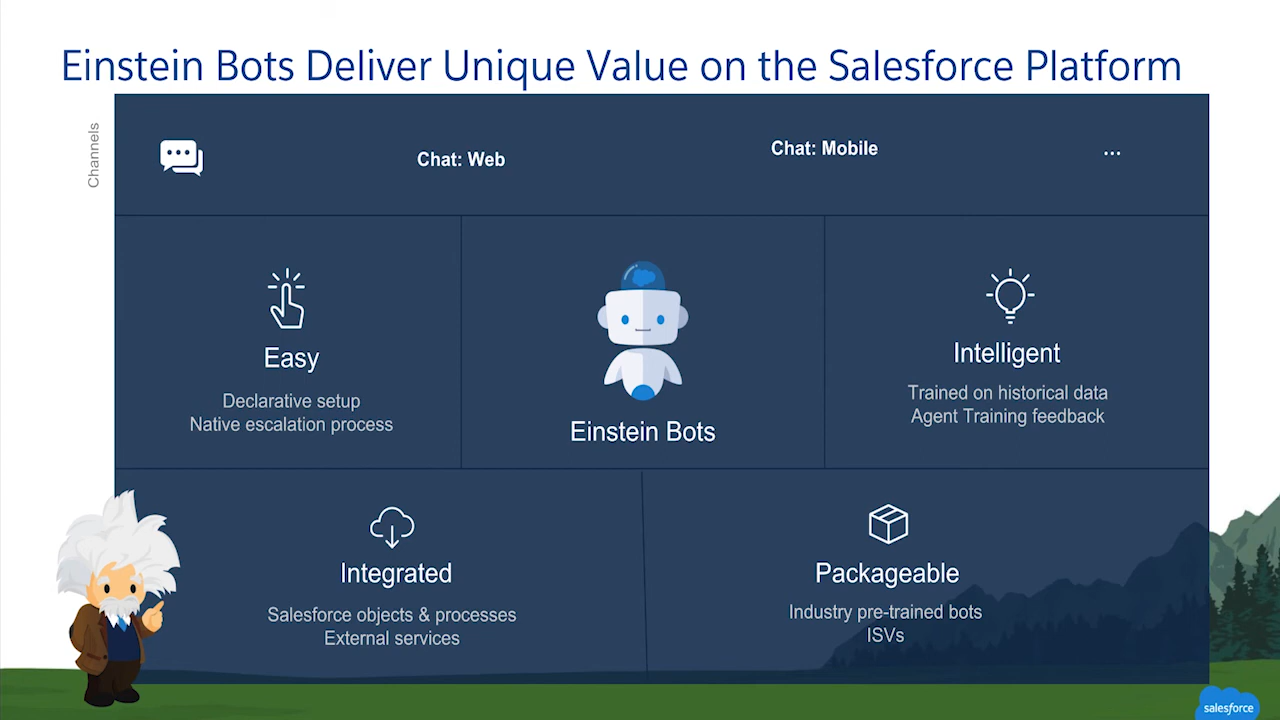 Einstein Bots Deliver Unique Value on the Salesforce Platform
Channels
Chat: Web
Chat: Mobile
...
Easy
Declarative setup
Native escalation process
Einstein Bots
Intelligent
Trained on historical data
Agent Training feedback
Integrated
Salesforce objects & processes
External services
Packageable
Industry pre-trained bots
ISVs
salesforce